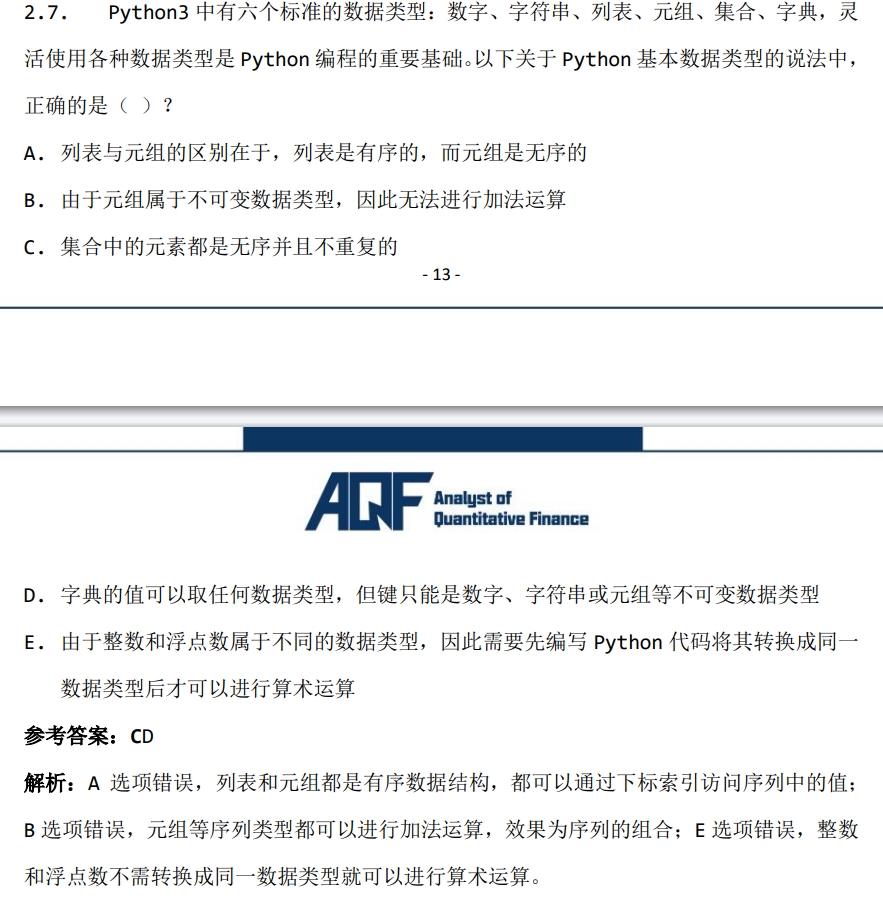 2.7. Python3 中有六个标准的数据类型：数字、字符串、列表、元组、集合、字典，灵
活使用各种数据类型是 Python 编程的重要基础。以下关于 Python 基本数据类型的说法中，
正确的是（ ）？
A. 列表与元组的区别在于，列表是有序的，而元组是无序的
B. 由于元组属于不可变数据类型，因此无法进行加法运算
C. 集合中的元素都是无序并且不重复的
- 13 -
AQF Analyst of
Quantitative Finance
D. 字典的值可以取任何数据类型，但键只能是数字、字符串或元组等不可变数据类型
E. 由于整数和浮点数属于不同的数据类型，因此需要先编写 Python 代码将其转换成同一
数据类型后才可以进行算术运算
参考答案：CD
解析：A 选项错误，列表和元组都是有序数据结构，都可以通过下标索引访问序列中的值；
B 选项错误，元组等序列类型都可以进行加法运算，效果为序列的组合；E 选项错误，整数
和浮点数不需转换成同一数据类型就可以进行算术运算。